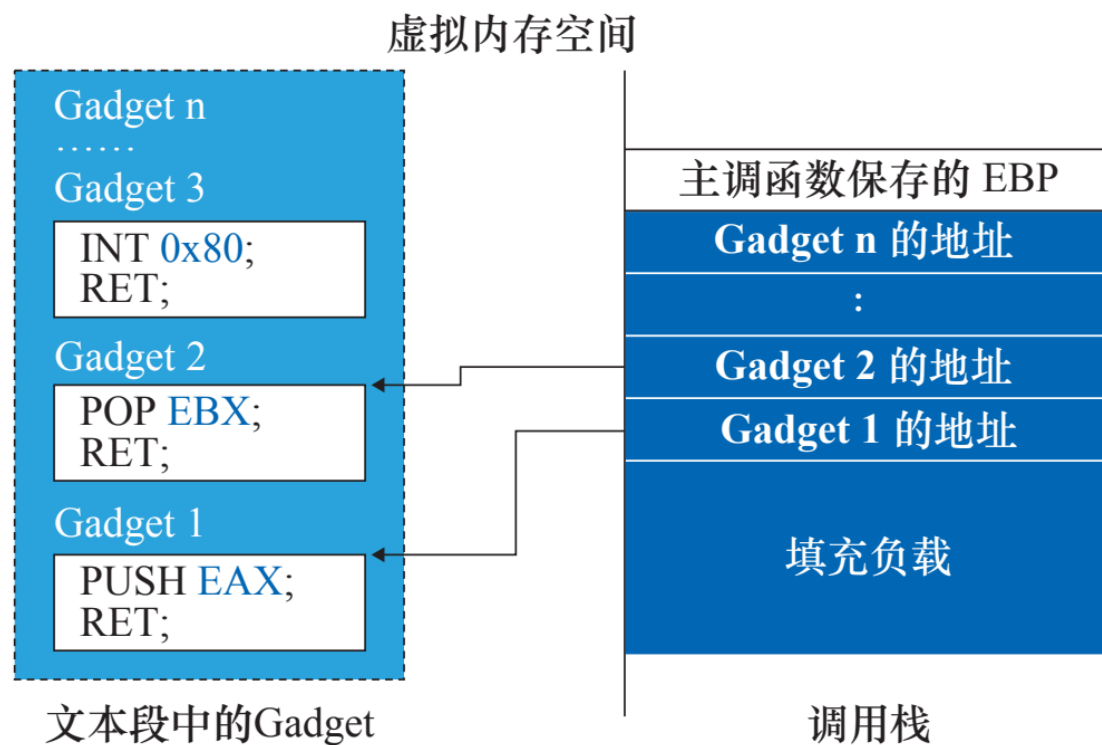 虚拟内存空间
Gadget n
······
Gadget 3
INT 0x80;
RET;
Gadget 2
POP EBX;
RET;
Gadget 1
PUSH EAX;
RET;
文本段中的Gadget
主调函数保存的 EBP
Gadget n 的地址
:
Gadget 2 的地址
Gadget 1 的地址
填充负载
调用栈